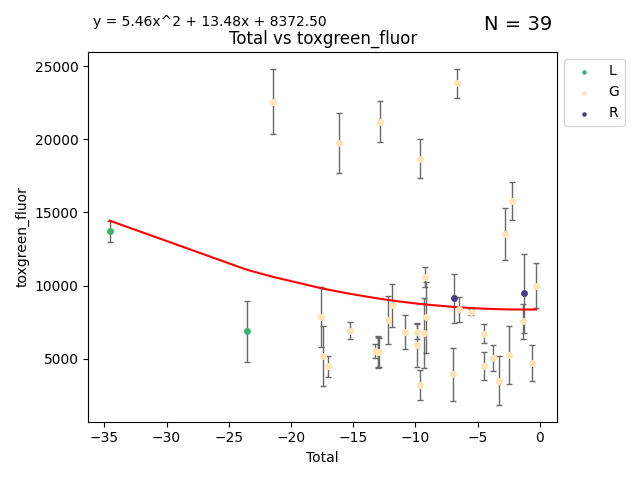 y = 5.46x^2 + 13.48x + 8372.50
N = 39
Total vs toxgreen_fluor
25000
20000
15000
10000
5000
toxgreen_fluor
−35
−30
−25
−20
−15
−10
−5
0
Total
L
G
R